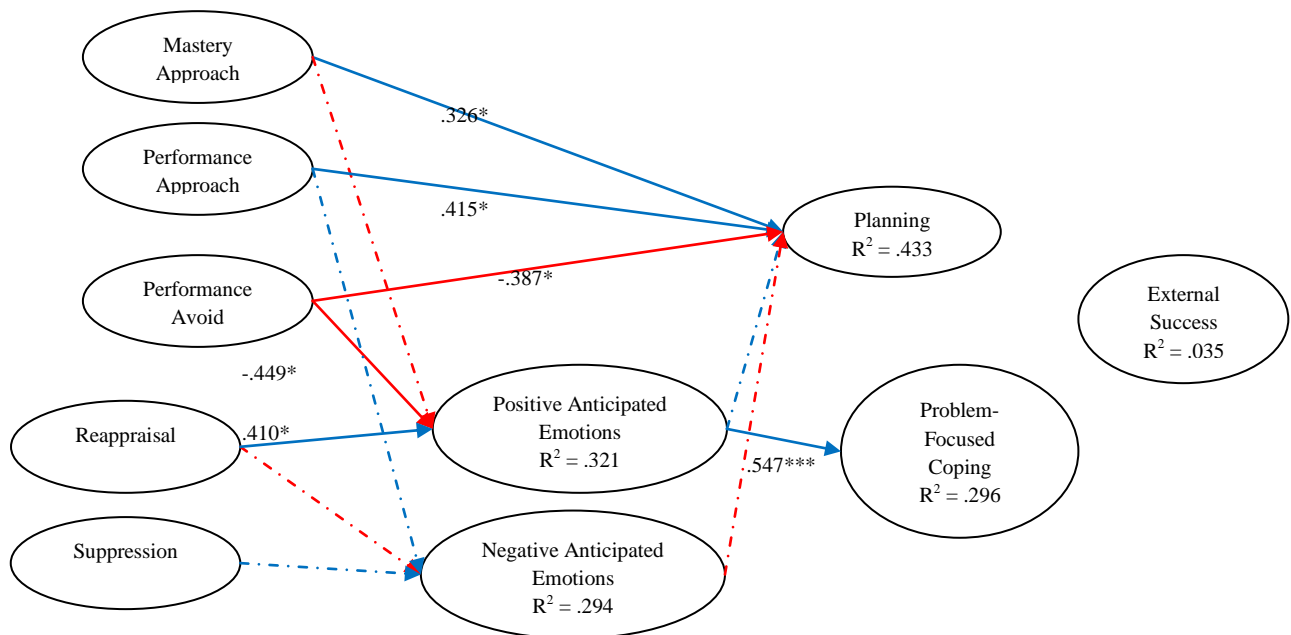 Mastery
Approach
.326*
Performance
Approach
.415*
Planning
R² = .433
Performance
Avoid
-.387*
External
Success
R² = .035
-.449*
Reappraisal
.410*
Positive Anticipated
Emotions
R² = .321
.547***
Problem-
Focused
Coping
R² = .296
Suppression
Negative Anticipated
Emotions
R² = .294